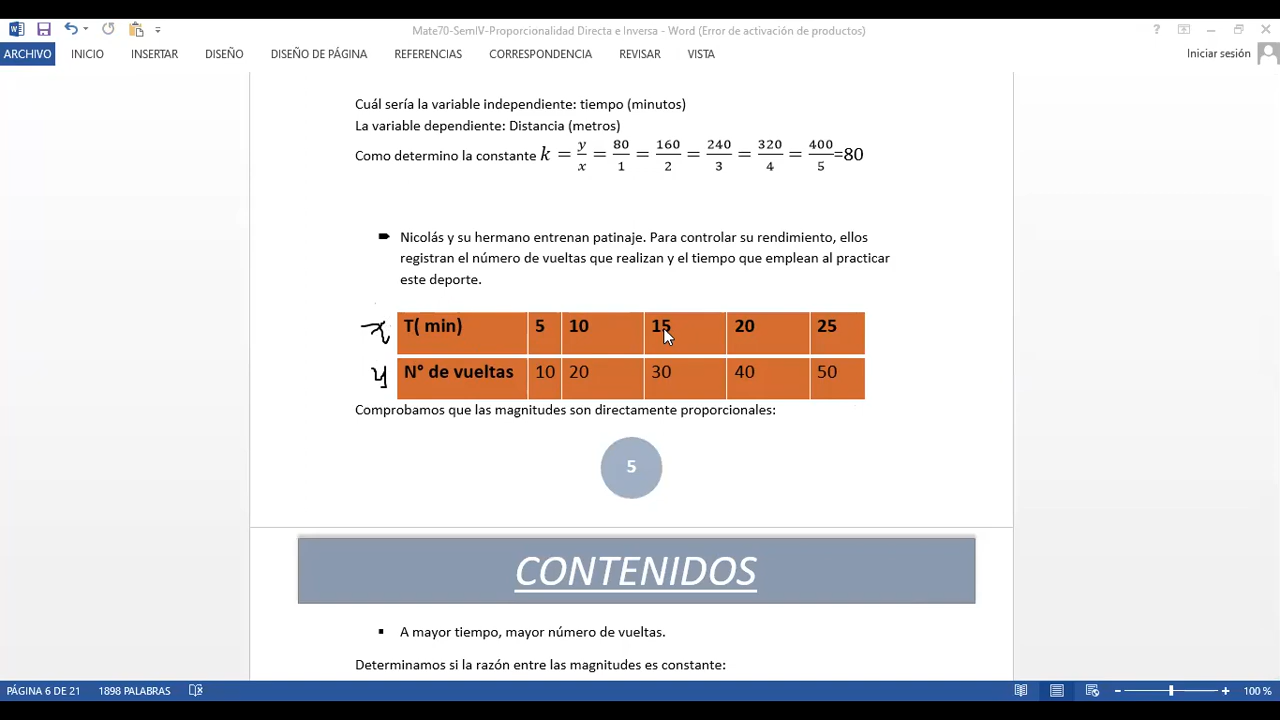 Mate70-SemIV-Proporcionalidad Directa e Inversa - Word (Error de activación de productos)
ARCHIVO INICIO INSERTAR DISEÑO DISEÑO DE PÁGINA REFERENCIAS CORRESPONDENCIA REVISAR VISTA Iniciar sesión
Cuál sería la variable independiente: tiempo (minutos)
La variable dependiente: Distancia (metros)
Como determino la constante k = y/x = 80/1 = 160/2 = 240/3 = 320/4 = 400/5=80
Nicolás y su hermano entrenan patinaje. Para controlar su rendimiento, ellos
registran el número de vueltas que realizan y el tiempo que emplean al practicar
este deporte.
x T( min) 5 10 15 20 25
y N° de vueltas 10 20 30 40 50
Comprobamos que las magnitudes son directamente proporcionales:
5
CONTENIDOS
▪ A mayor tiempo, mayor número de vueltas.
Determinamos si la razón entre las magnitudes es constante:
PÁGINA 6 DE 21 1898 PALABRAS 100 %